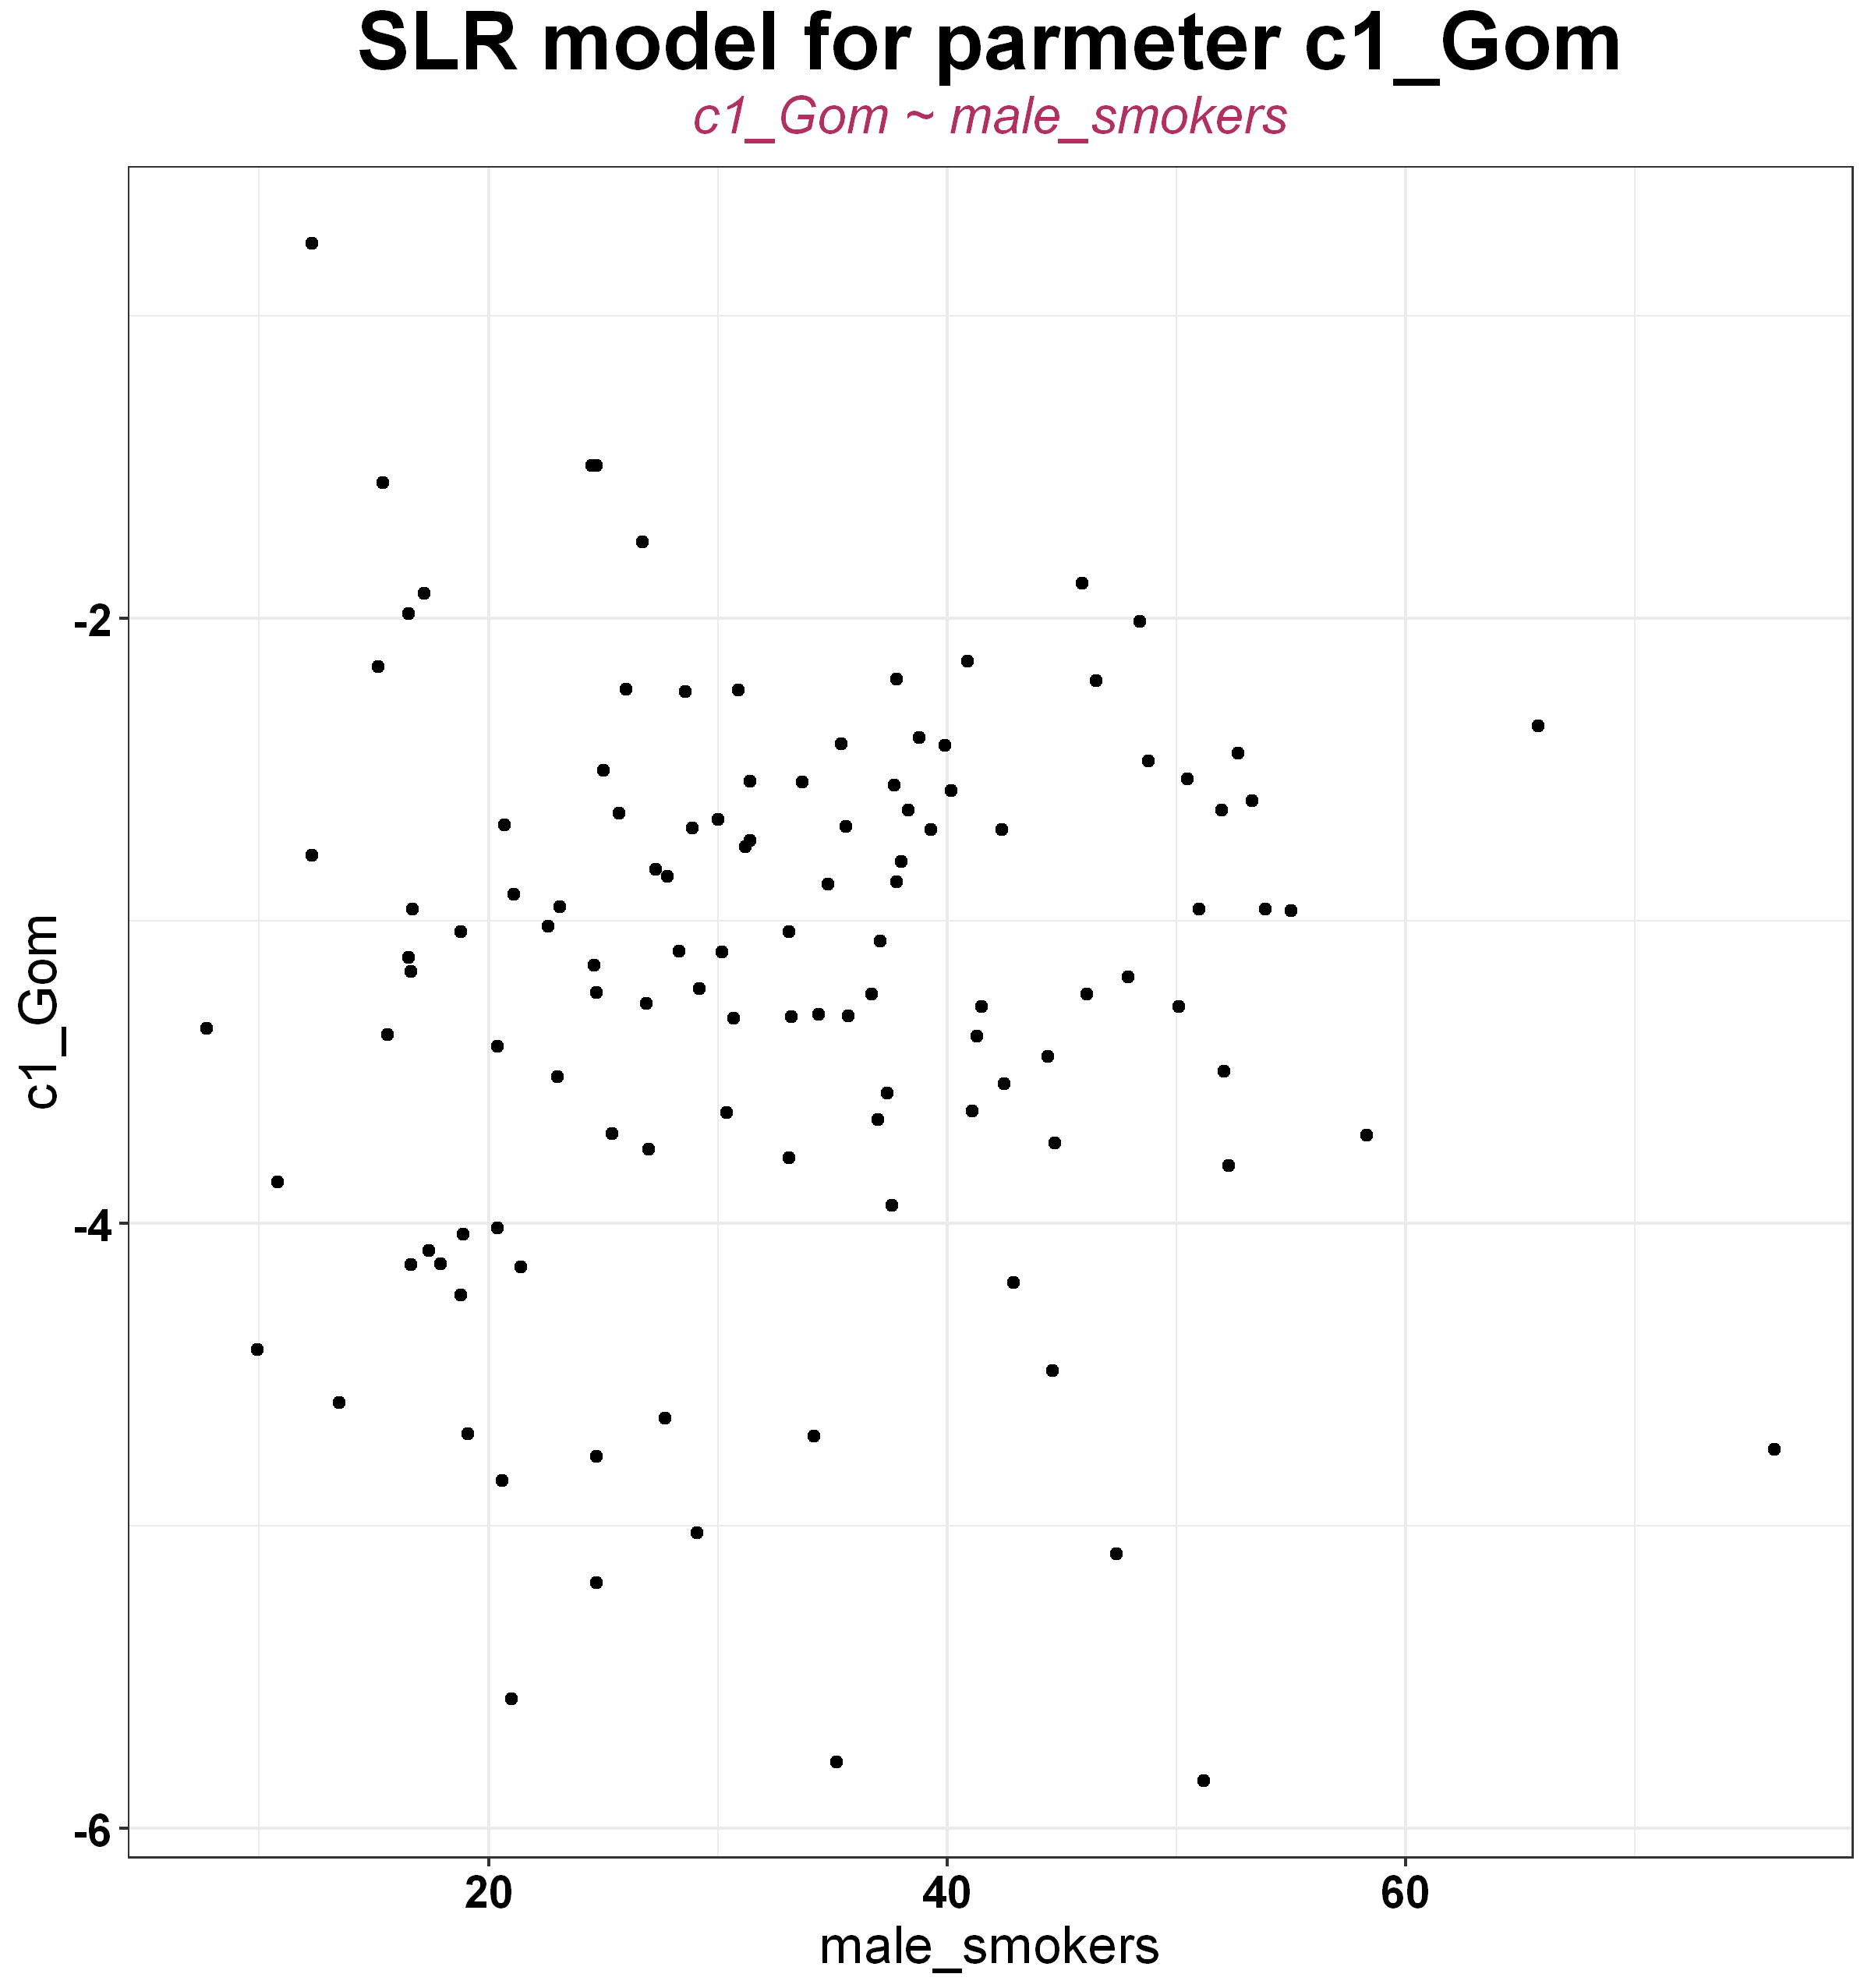 SLR model for parmeter c1_Gom
c1_Gom ~ male_smokers
c1_Gom
-2
-4
-6
20 40 60
male_smokers